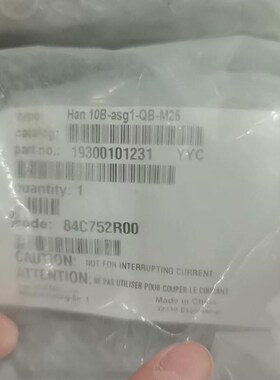 type: Han 10B-asg1-QB-M25
catalog:
part no.: 19300101231 YYC
Quantity: 1
code: 84C752R00
CAUTION: NOT FOR INTERRUPTING CURRENT
ATTENTION: NE PAS UTILISER POUR COUPER LE COURANT
Made in China